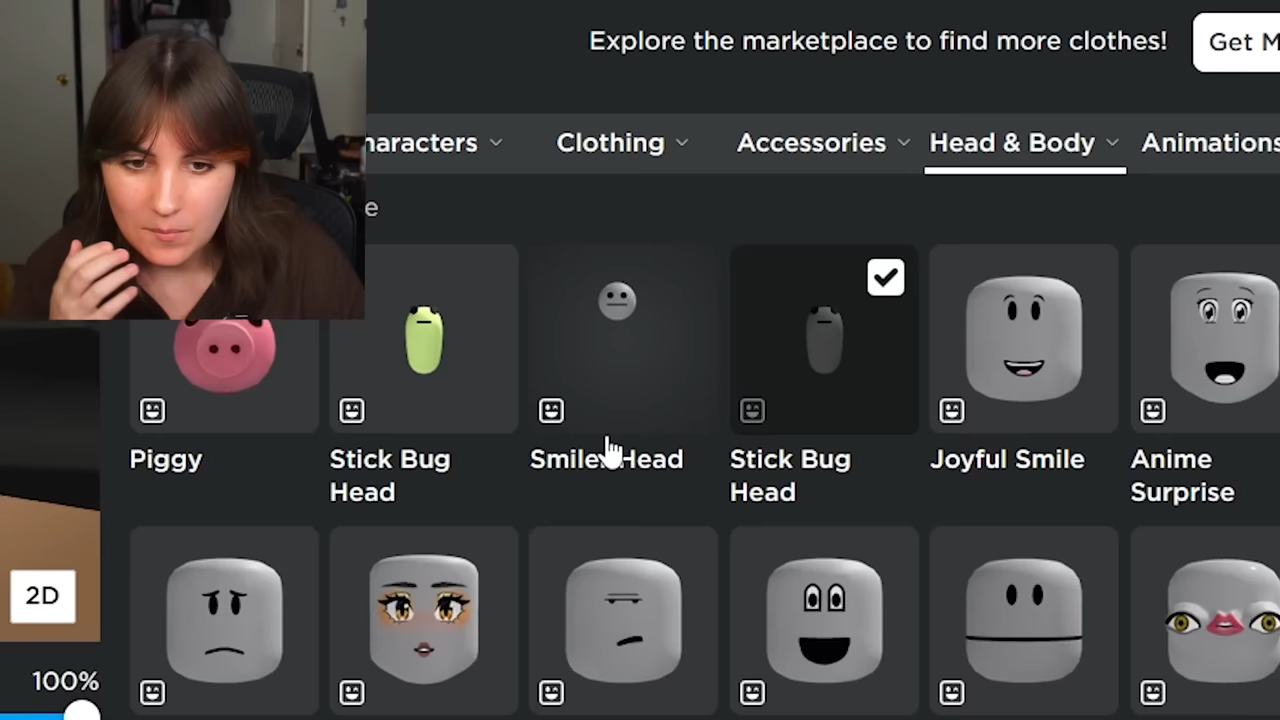 Explore the marketplace to find more clothes!
Get M
haracters
Clothing
Accessories
Head & Body
Animations
e
Piggy
Stick Bug
Head
Smiley Head
Stick Bug
Head
Joyful Smile
Anime
Surprise
2D
100%